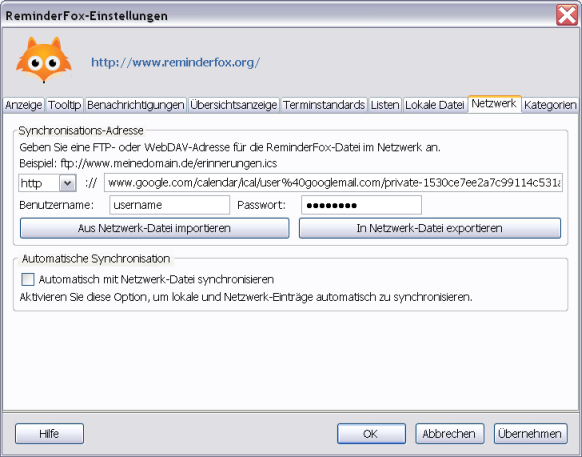 ReminderFox-Einstellungen
http://www.reminderfox.org/
Anzeige Tooltip Benachrichtigungen Übersichtsanzeige Terminstandards Listen Lokale Datei Netzwerk Kategorien
Synchronisations-Adresse
Geben Sie eine FTP- oder WebDAV-Adresse für die ReminderFox-Datei im Netzwerk an.
Beispiel: ftp://www.meinedomain.de/erinnerungen.ics
http :// www.google.com/calendar/ical/user%40googlemail.com/private-1530ce7ee2a7c99114c531a
Benutzername: username Passwort: ●●●●●●●●
Aus Netzwerk-Datei importieren In Netzwerk-Datei exportieren
Automatische Synchronisation
Automatisch mit Netzwerk-Datei synchronisieren
Aktivieren Sie diese Option, um lokale und Netzwerk-Einträge automatisch zu synchronisieren.
Hilfe OK Abbrechen Übernehmen